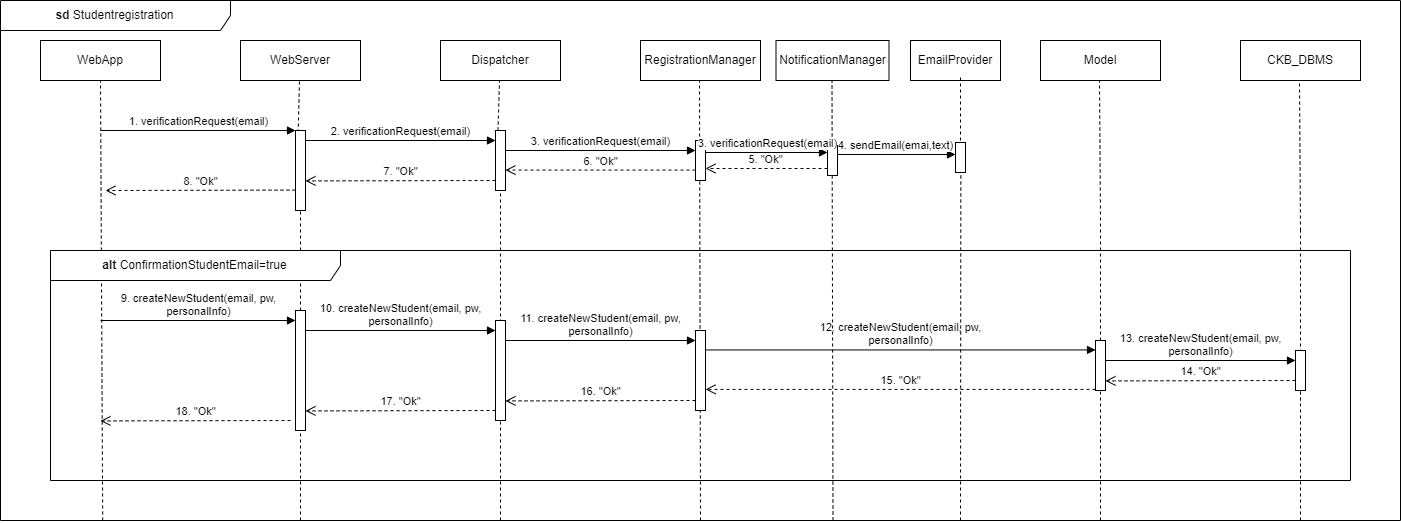 sd Studentregistration
WebApp
WebServer
Dispatcher
RegistrationManager
NotificationManager
EmailProvider
Model
CKB_DBMS
1. verificationRequest(email)
2. verificationRequest(email)
3. verificationRequest(email)
3. verificationRequest(email)
4. sendEmail(emai,text)
5. "Ok"
6. "Ok"
7. "Ok"
8. "Ok"
alt ConfirmationStudentEmail=true
9. createNewStudent(email, pw,
personalInfo)
10. createNewStudent(email, pw,
personalInfo)
11. createNewStudent(email, pw,
personalInfo)
12. createNewStudent(email, pw,
personalInfo)
13. createNewStudent(email, pw,
personalInfo)
14. "Ok"
15. "Ok"
16. "Ok"
17. "Ok"
18. "Ok"